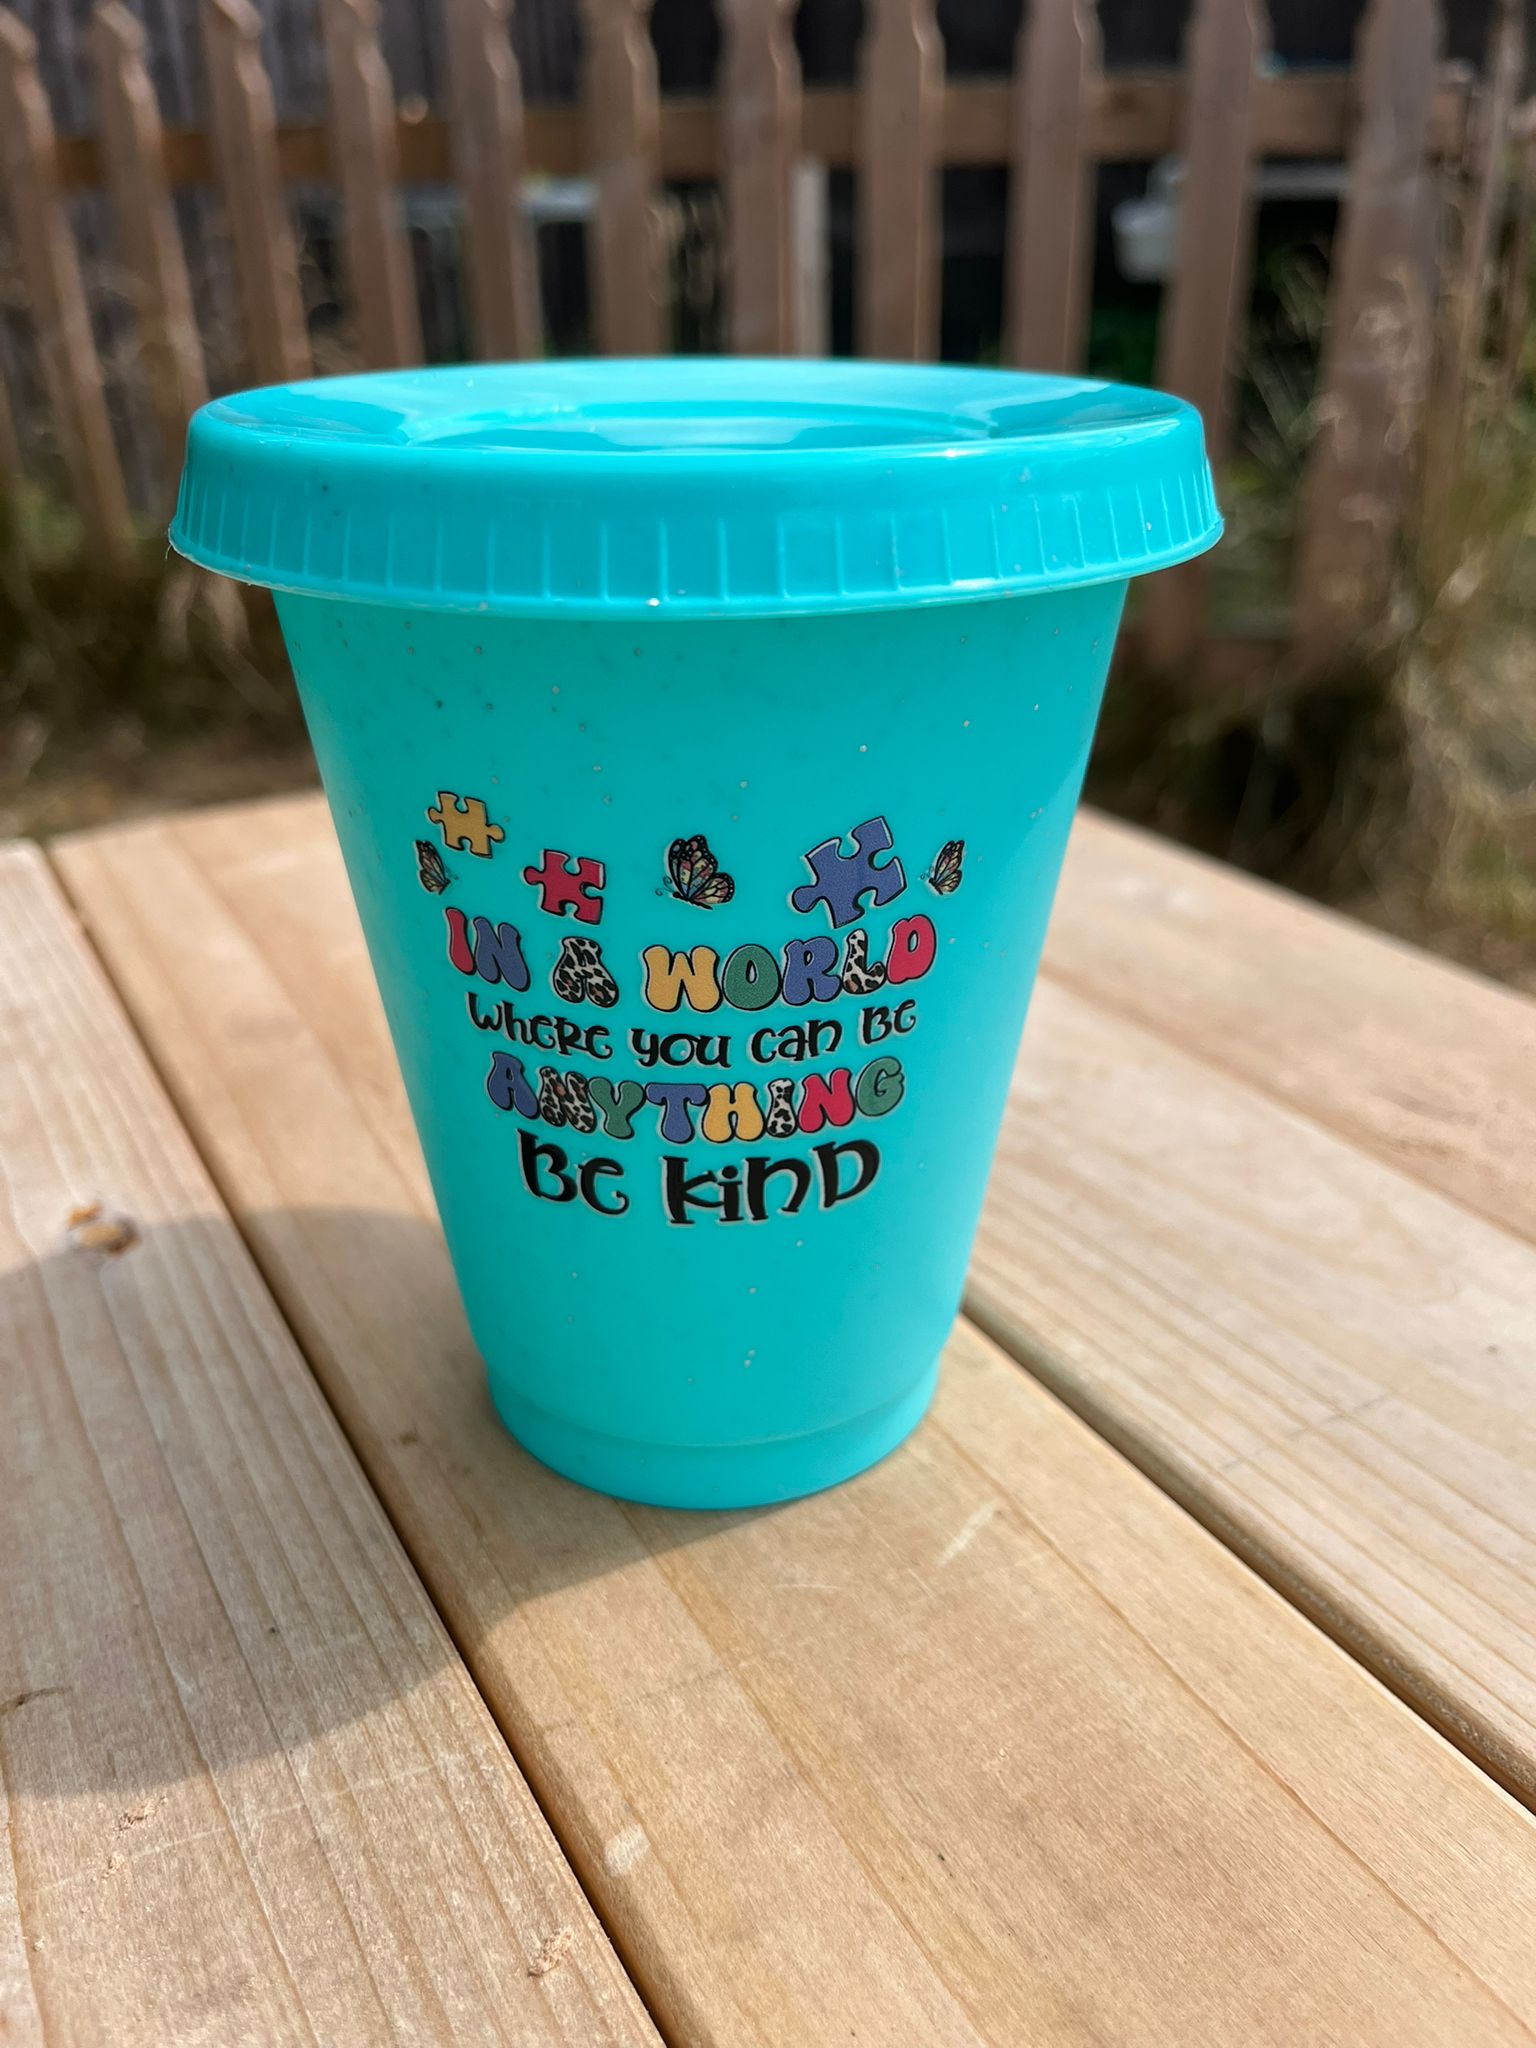 IN A WORLD
WHERE YOU CAN BE
ANYTHING
BE KIND